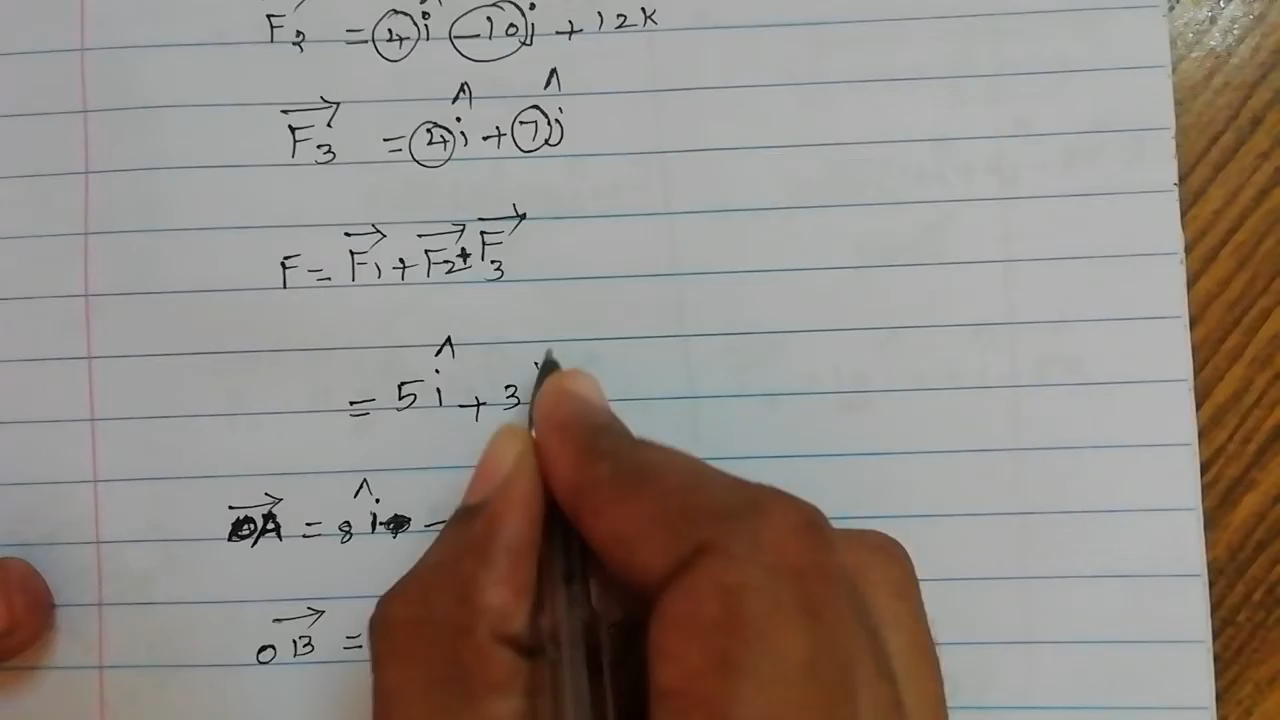 F₂ = 4i - 10j + 12k
F₃ = 4i + 7j
F = F₁ + F₂ + F₃
= 5i + 3
OA = 8i -
OB =